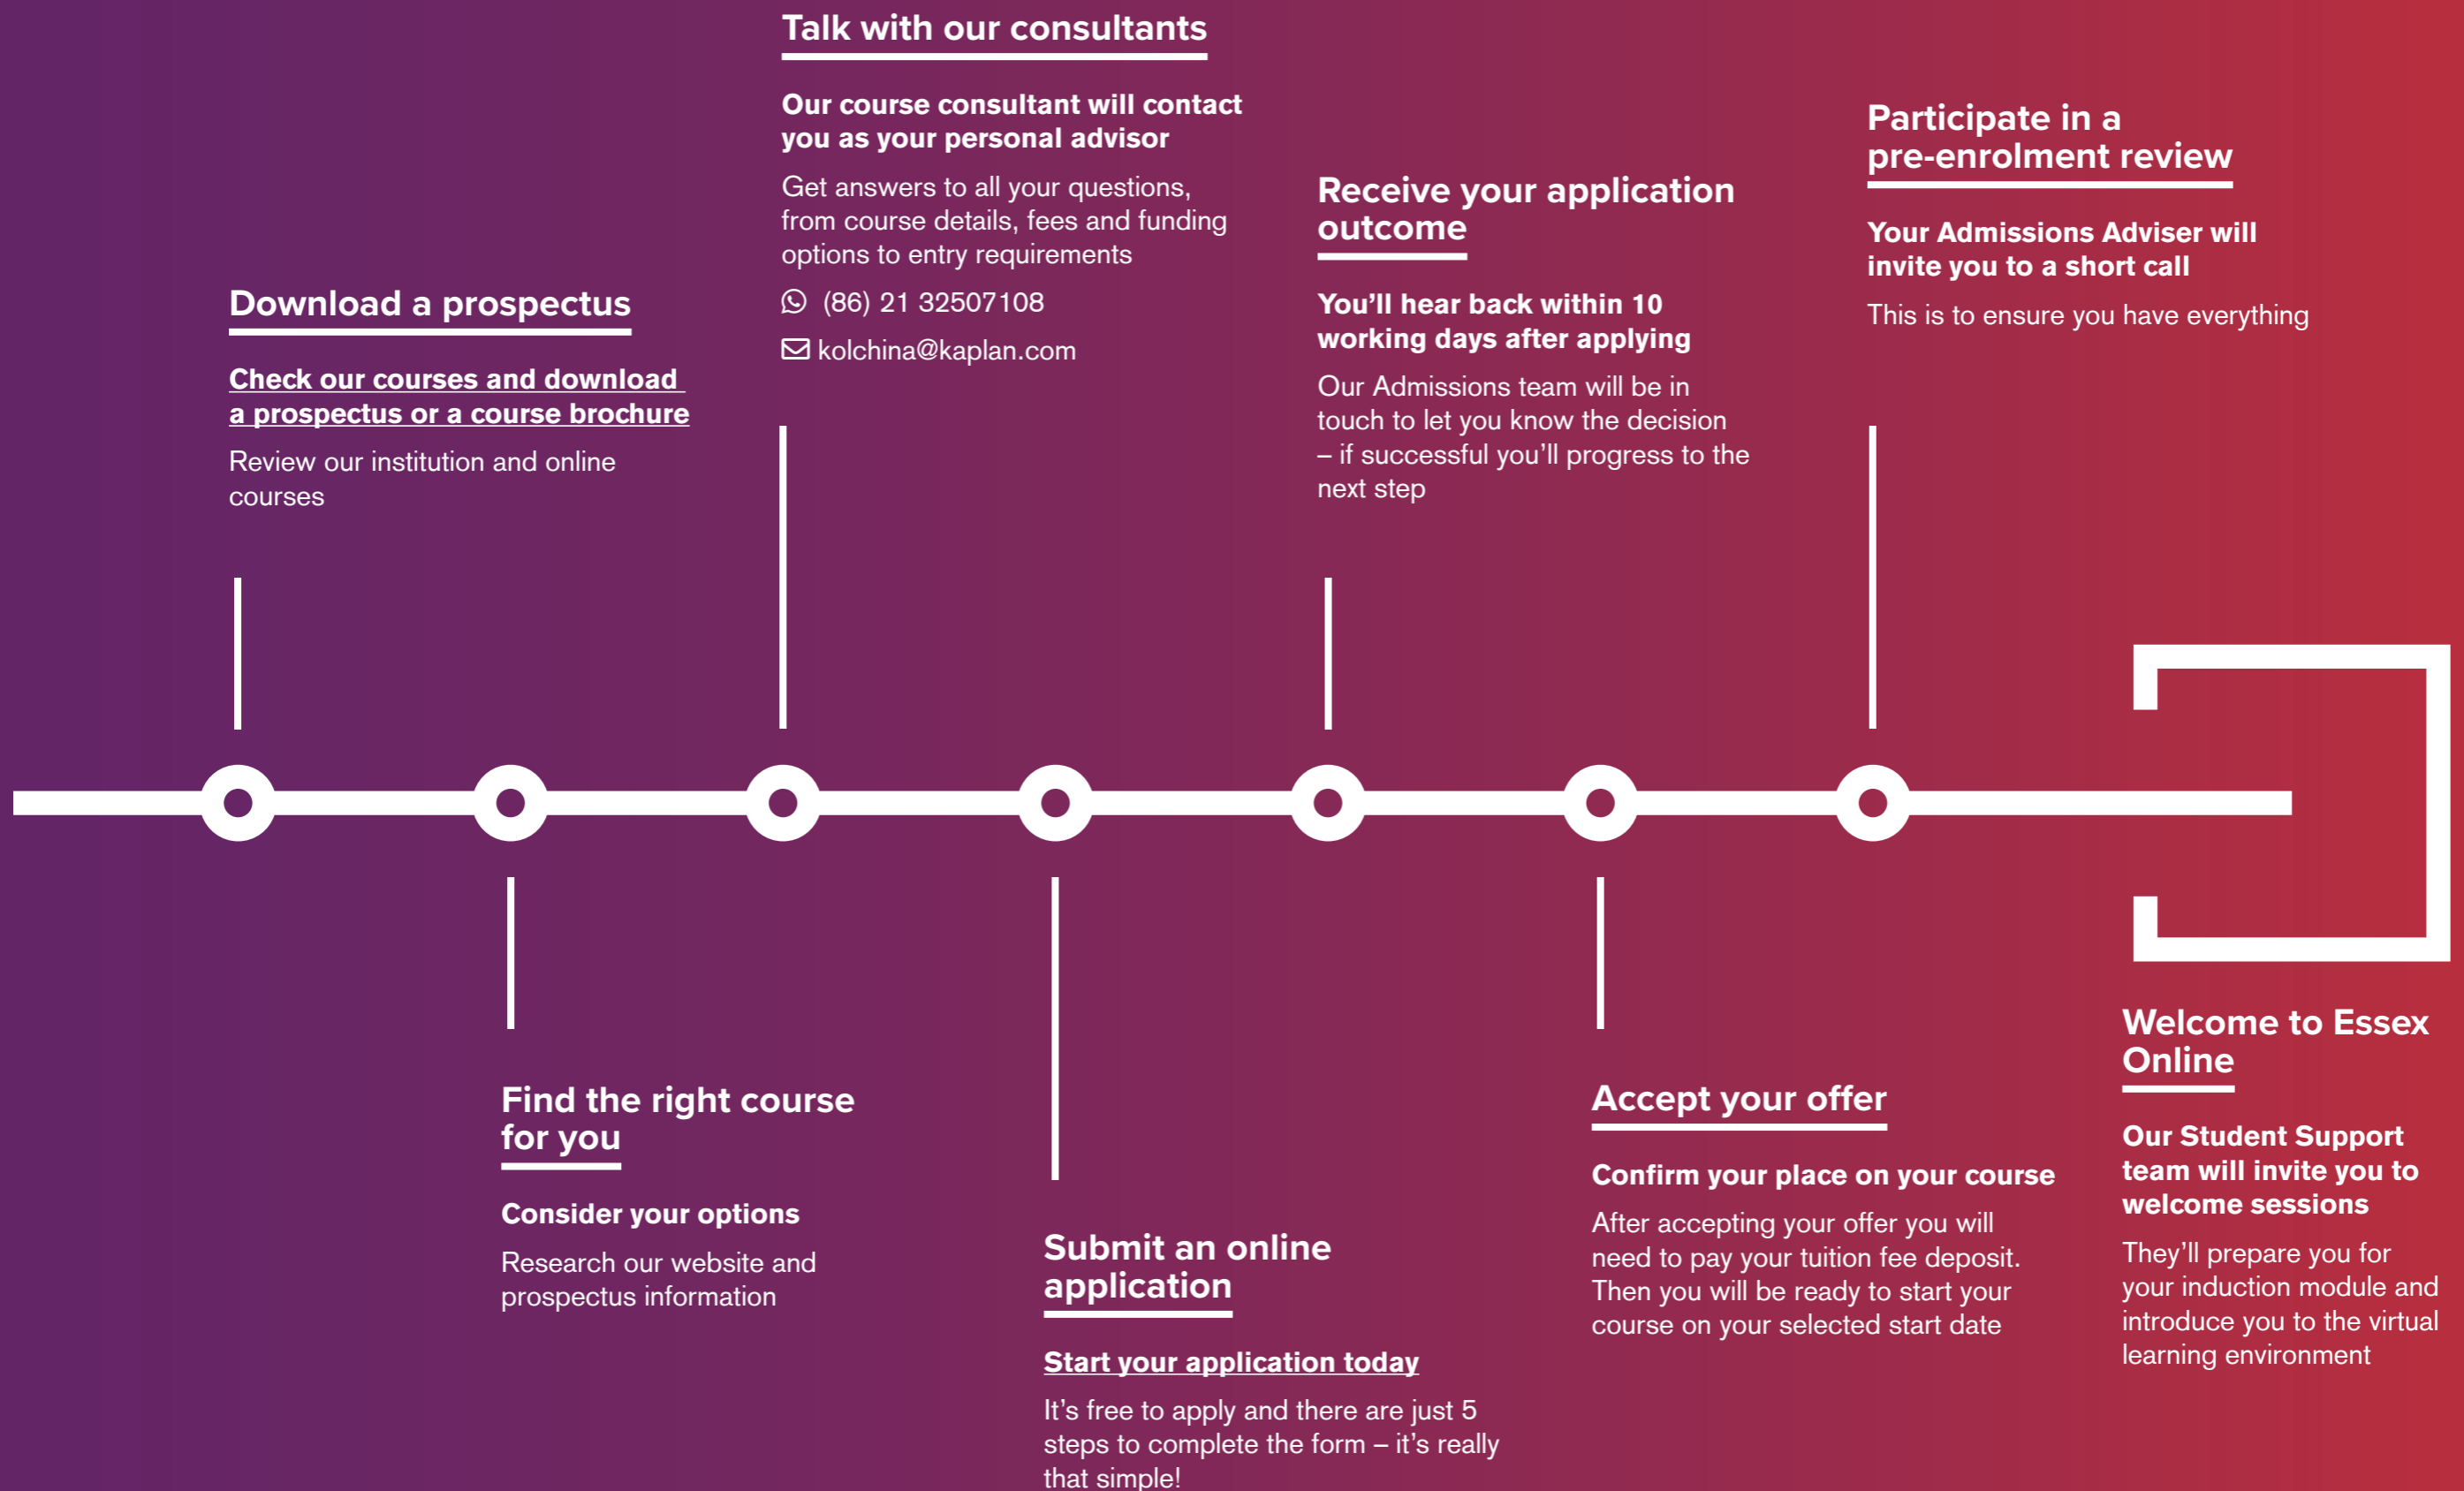 Download a prospectus
Check our courses and download
a prospectus or a course brochure
Review our institution and online
courses
Find the right course
for you
Consider your options
Research our website and
prospectus information
Talk with our consultants
Our course consultant will contact
you as your personal advisor
Get answers to all your questions,
from course details, fees and funding
options to entry requirements
(86) 21 32507108
kolchina@kaplan.com
Submit an online
application
Start your application today
It's free to apply and there are just 5
steps to complete the form – it's really
that simple!
Receive your application
outcome
You'll hear back within 10
working days after applying
Our Admissions team will be in
touch to let you know the decision
– if successful you'll progress to the
next step
Accept your offer
Confirm your place on your course
After accepting your offer you will
need to pay your tuition fee deposit.
Then you will be ready to start your
course on your selected start date
Participate in a
pre-enrolment review
Your Admissions Adviser will
invite you to a short call
This is to ensure you have everything
Welcome to Essex
Online
Our Student Support
team will invite you to
welcome sessions
They'll prepare you for
your induction module and
introduce you to the virtual
learning environment